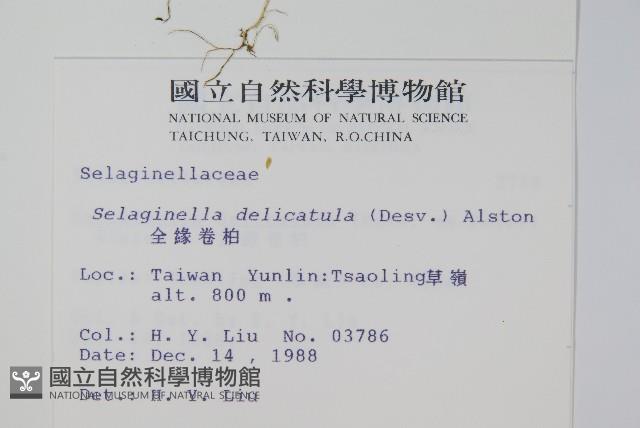 國立自然科學博物館
NATIONAL MUSEUM OF NATURAL SCIENCE
TAICHUNG, TAIWAN, R.O.CHINA
Selaginellaceae
Selaginella delicatula (Desv.) Alston
全緣卷柏
Loc.: Taiwan Yunlin:Tsaoling草嶺
alt. 800 m .
Col.: H. Y. Liu No. 03786
Date: Dec. 14 , 1988
Det.: H. Y. Liu
國立自然科學博物館
NATIONAL MUSEUM OF NATURAL SCIENCE